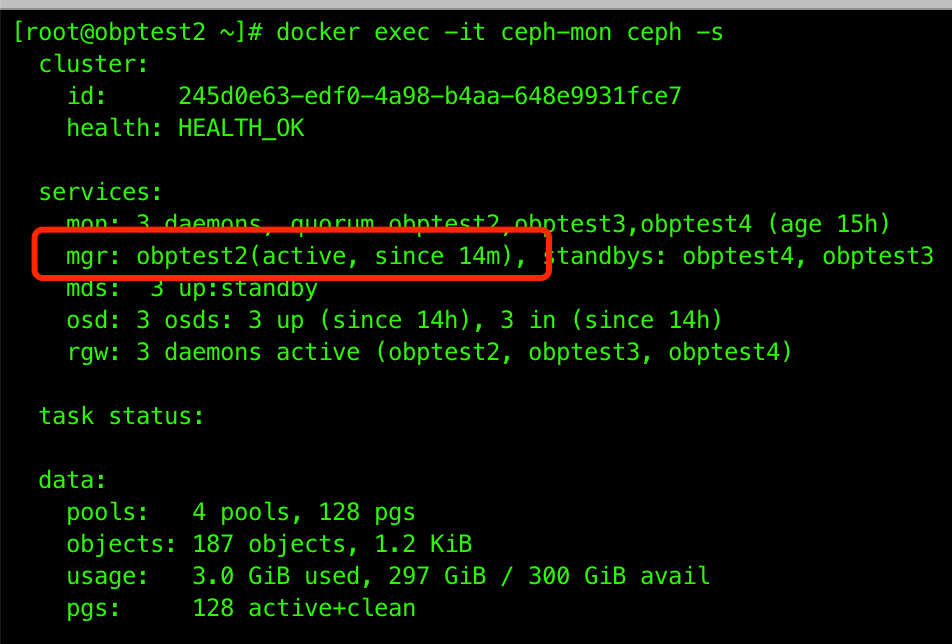 [root@obptest2 ~]# docker exec -it ceph-mon ceph -s
cluster:
id: 245d0e63-edf0-4a98-b4aa-648e9931fce7
health: HEALTH_OK
services:
mon: 3 daemons, quorum obptest2,obptest3,obptest4 (age 15h)
mgr: obptest2(active, since 14m), standbys: obptest4, obptest3
mds: 3 up:standby
osd: 3 osds: 3 up (since 14h), 3 in (since 14h)
rgw: 3 daemons active (obptest2, obptest3, obptest4)
task status:
data:
pools: 4 pools, 128 pgs
objects: 187 objects, 1.2 KiB
usage: 3.0 GiB used, 297 GiB / 300 GiB avail
pgs: 128 active+clean